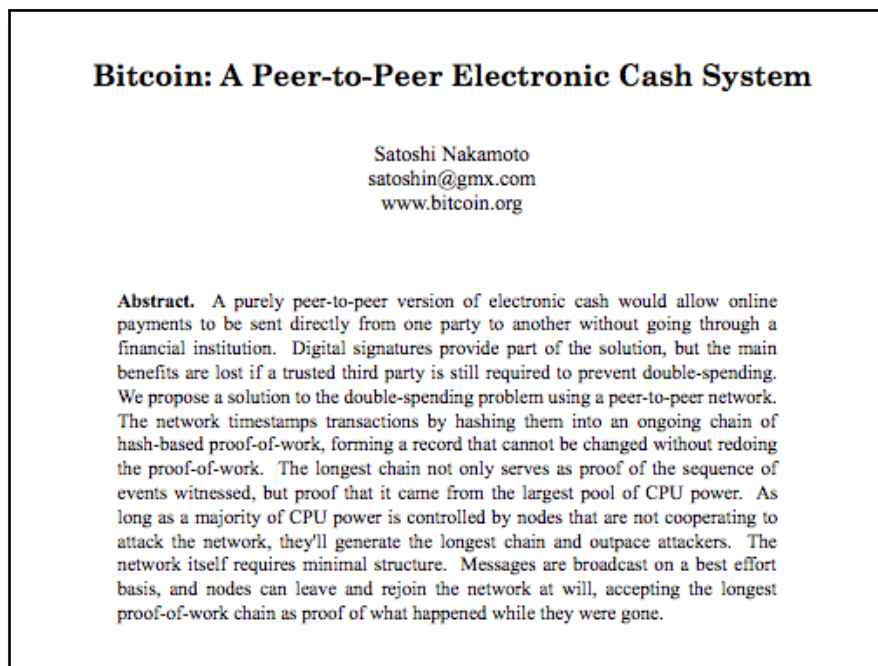 Bitcoin: A Peer-to-Peer Electronic Cash System
Satoshi Nakamoto
satoshin@gmx.com
www.bitcoin.org
Abstract. A purely peer-to-peer version of electronic cash would allow online
payments to be sent directly from one party to another without going through a
financial institution. Digital signatures provide part of the solution, but the main
benefits are lost if a trusted third party is still required to prevent double-spending.
We propose a solution to the double-spending problem using a peer-to-peer network.
The network timestamps transactions by hashing them into an ongoing chain of
hash-based proof-of-work, forming a record that cannot be changed without redoing
the proof-of-work. The longest chain not only serves as proof of the sequence of
events witnessed, but proof that it came from the largest pool of CPU power. As
long as a majority of CPU power is controlled by nodes that are not cooperating to
attack the network, they'll generate the longest chain and outpace attackers. The
network itself requires minimal structure. Messages are broadcast on a best effort
basis, and nodes can leave and rejoin the network at will, accepting the longest
proof-of-work chain as proof of what happened while they were gone.